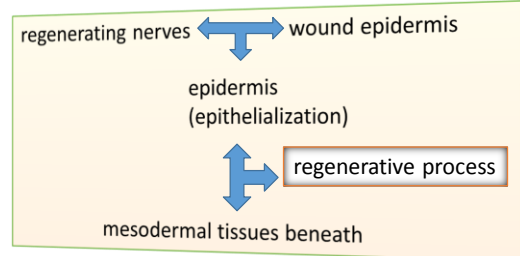 regenerating nerves wound epidermis
epidermis
(epithelialization)
regenerative process
mesodermal tissues beneath